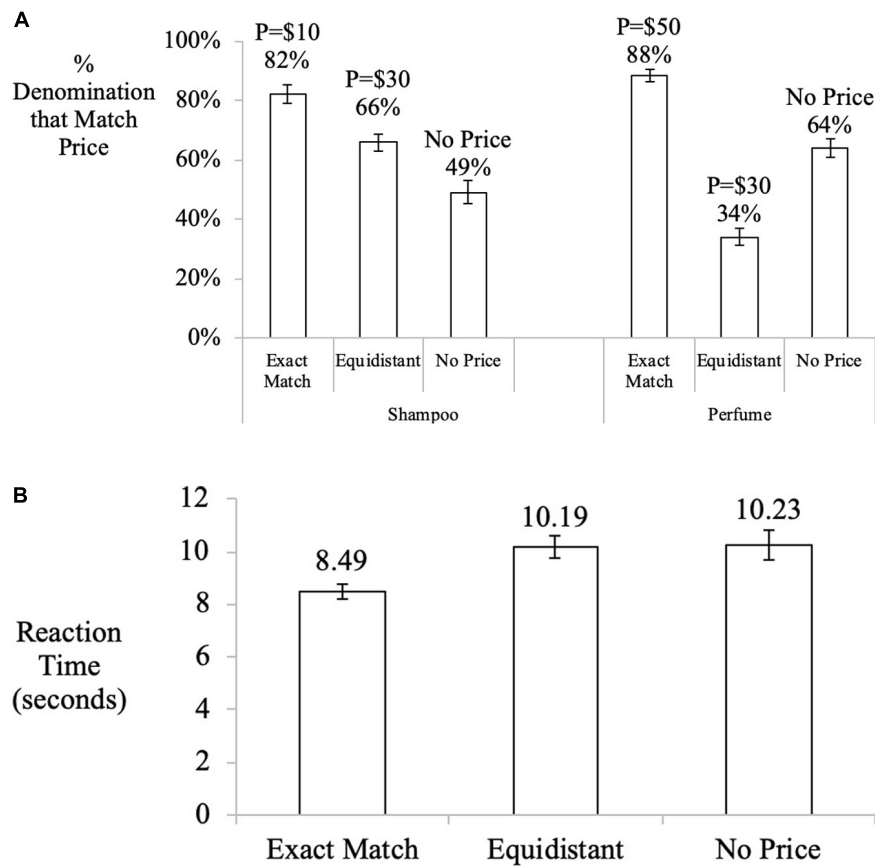 A
%
Denomination
that Match
Price
100%
80%
60%
40%
20%
0%
P=$10
82%
P=$30
66%
No Price
49%
P=$50
88%
P=$30
34%
No Price
64%
Exact
Match
Equidistant
No Price
Exact
Match
Equidistant
No Price
Shampoo
Perfume
B
Reaction
Time
(seconds)
12
10
8
6
4
2
0
8.49
10.19
10.23
Exact Match
Equidistant
No Price